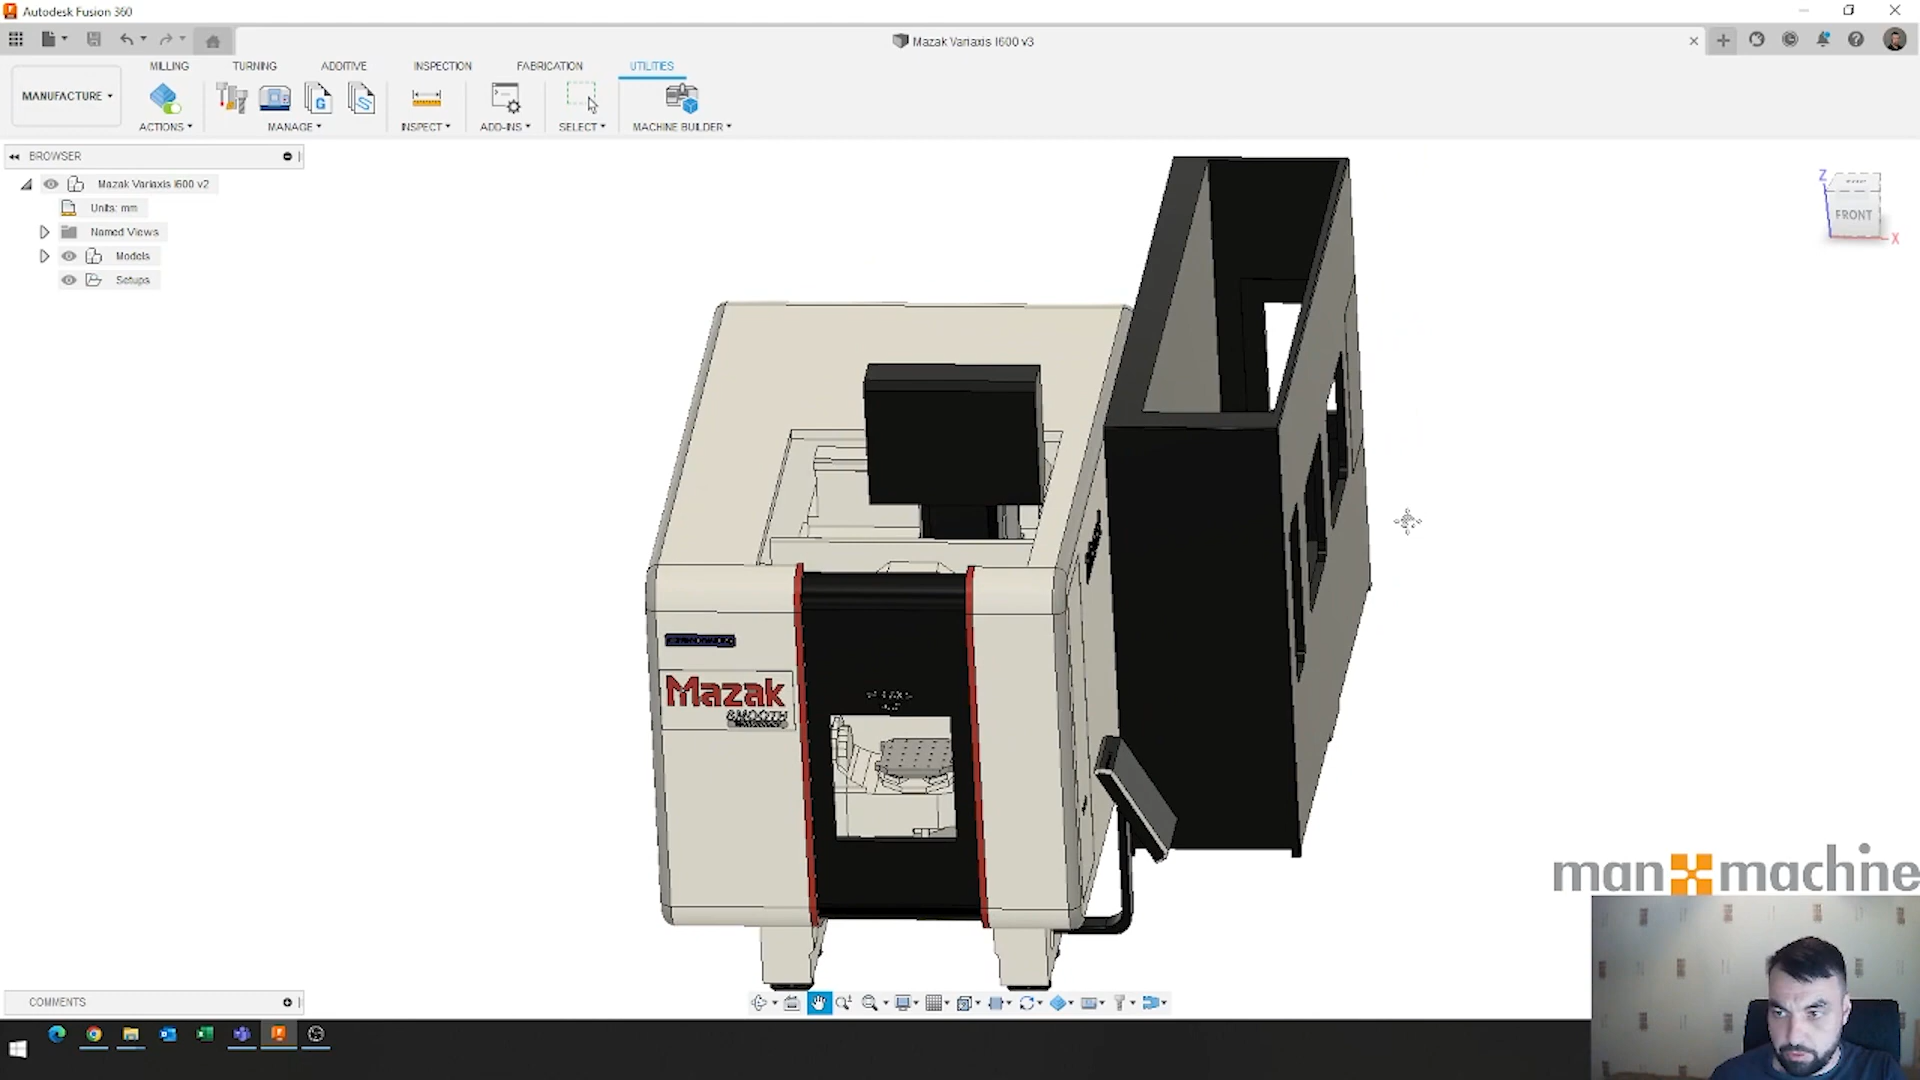 Autodesk Fusion 360
Mazak Variaxis I600 v3
MANUFACTURE
MILLING
TURNING
ADDITIVE
INSPECTION
FABRICATION
UTILITIES
ACTIONS
MANAGE
INSPECT
ADD-INS
SELECT
MACHINE BUILDER
BROWSER
Mazak Variaxis I600 v2
Units: mm
Named Views
Models
Setups
Z
FRONT
X
Mazak
SMOOTH
man machine
COMMENTS